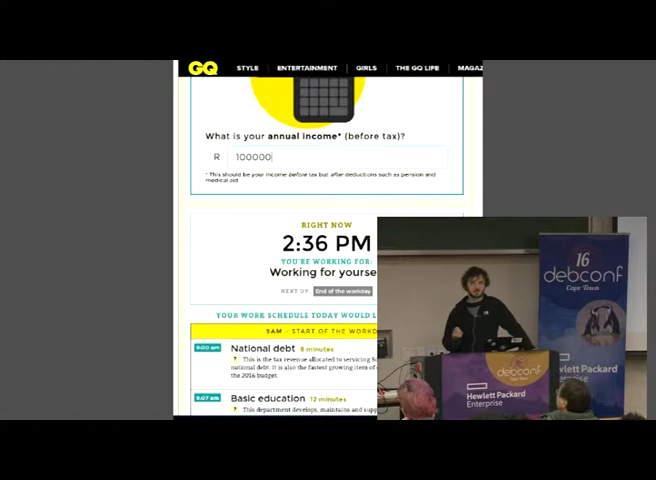 GQ STYLE ENTERTAINMENT GIRLS THE GQ LIFE MAGAZ
What is your annual income* (before tax)?
R 100000
* This should be your income before tax but after deductions such as pension and
medical aid
RIGHT NOW
2:36 PM
YOU'RE WORKING FOR:
Working for yourse
NEXT UP End of the workday
YOUR WORK SCHEDULE TODAY WOULD L
9AM - START OF THE WORKD
9:00 am National debt 8 minutes
? This is the tax revenue allocated to servicing S
national debt. It is also the fastest growing item o
the 2016 budget.
9:07 am Basic education 12 minutes
? This department develops, maintains and supp
16
debconf
Cape Town
Hewlett Packard
Enterprise
debconf
Hewlett Packard
Enterprise